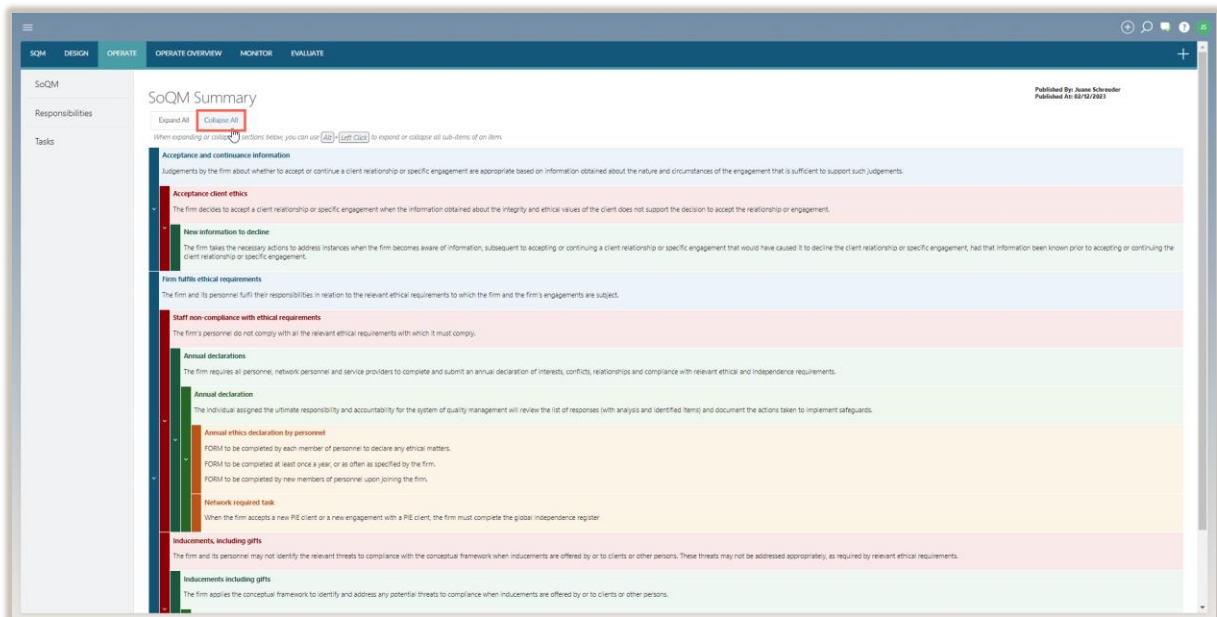 SQM DESIGN OPERATE OPERATE OVERVIEW MONITOR EVALUATE
SoQM
Responsibilities
Tasks
SoQM Summary
Published By: Juane Schreuder
Published At: 02/12/2023
Expand All Collapse All
When expanding or collapsing sections below, you can use Alt + Left Click to expand or collapse all sub-items of an item.
Acceptance and continuance information
Judgements by the firm about whether to accept or continue a client relationship or specific engagement are appropriate based on information obtained about the nature and circumstances of the engagement that is sufficient to support such judgements.
Acceptance client ethics
The firm decides to accept a client relationship or specific engagement when the information obtained about the integrity and ethical values of the client does not support the decision to accept the relationship or engagement.
New information to decline
The firm takes the necessary actions to address instances when the firm becomes aware of information, subsequent to accepting or continuing a client relationship or specific engagement that would have caused it to decline the client relationship or specific engagement, had that information been known prior to accepting or continuing the
client relationship or specific engagement.
Firm fulfils ethical requirements
The firm and its personnel fulfil their responsibilities in relation to the relevant ethical requirements to which the firm and the firm's engagements are subject.
Staff non-compliance with ethical requirements
The firm's personnel do not comply with all the relevant ethical requirements with which it must comply.
Annual declarations
The firm requires all personnel, network personnel and service providers to complete and submit an annual declaration of interests, conflicts, relationships and compliance with relevant ethical and independence requirements.
Annual declaration
The individual assigned the ultimate responsibility and accountability for the system of quality management will review the list of responses (with analysis and identified items) and document the actions taken to implement safeguards.
Annual ethics declaration by personnel
FORM to be completed by each member of personnel to declare any ethical matters.
FORM to be completed at least once a year, or as often as specified by the firm.
FORM to be completed by new members of personnel upon joining the firm.
Network required task
When the firm accepts a new PIE client or a new engagement with a PIE client, the firm must complete the global independence register
Inducements, including gifts
The firm and its personnel may not identify the relevant threats to compliance with the conceptual framework when inducements are offered by or to clients or other persons. These threats may not be addressed appropriately, as required by relevant ethical requirements.
Inducements including gifts
The firm applies the conceptual framework to identify and address any potential threats to compliance when inducements are offered by or to clients or other persons.